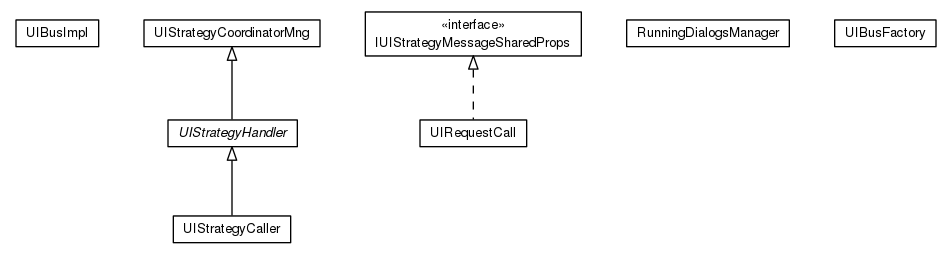 UIBusImpl
UIStrategyCoordinatorMng
«interface»
IUIStrategyMessageSharedProps
RunningDialogsManager
UIBusFactory
UIStrategyHandler
UIRequestCall
UIStrategyCaller